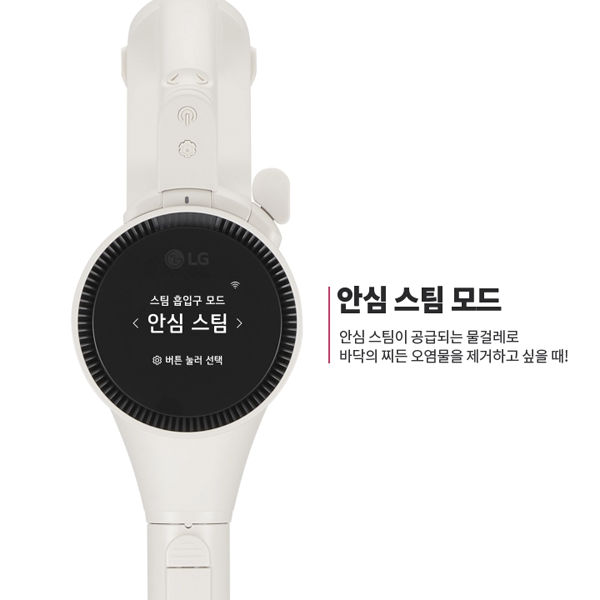 LG
스팀 흡입구 모드
< 안심 스팀 >
버튼 눌러 선택
안심 스팀 모드
안심 스팀이 공급되는 물걸레로
바닥의 찌든 오염물을 제거하고 싶을 때!